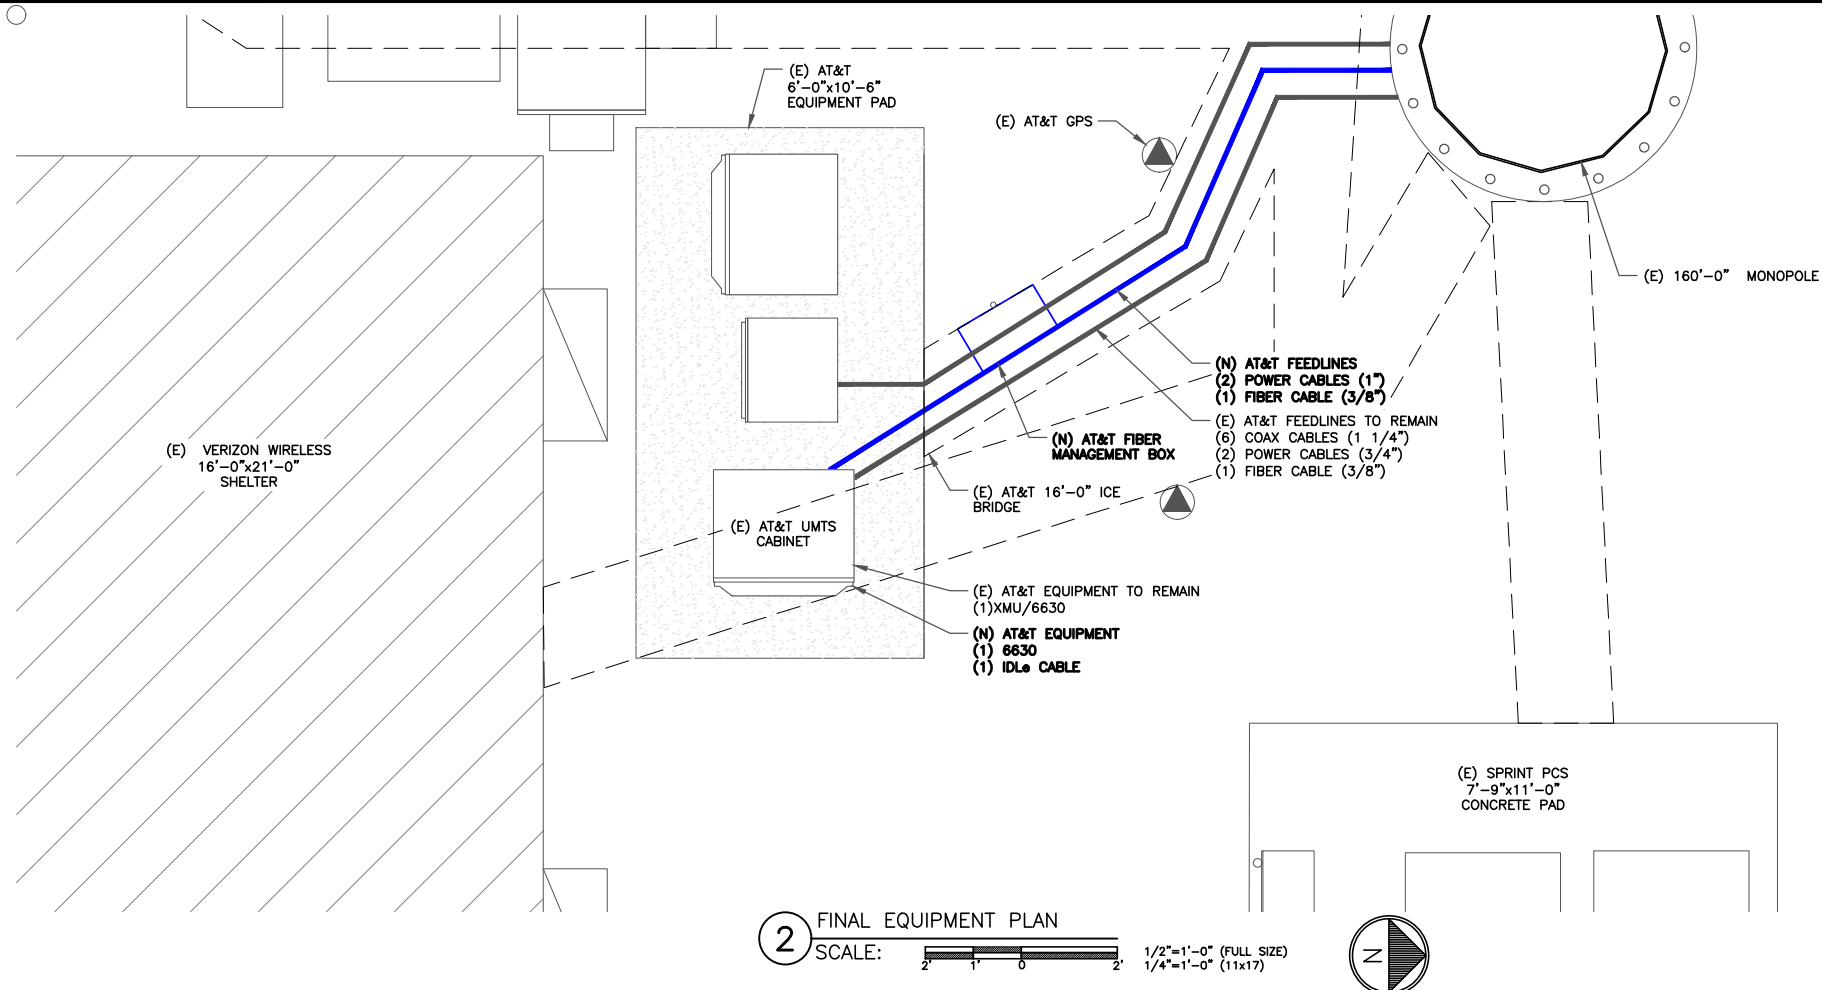 (E) AT&T
6'-0"x10'-6"
EQUIPMENT PAD
(E) AT&T GPS
(E) 160'-0" MONOPOLE
(N) AT&T FEEDLINES
(2) POWER CABLES (1")
(1) FIBER CABLE (3/8")
(E) AT&T FEEDLINES TO REMAIN
(6) COAX CABLES (1 1/4")
(2) POWER CABLES (3/4")
(1) FIBER CABLE (3/8")
(N) AT&T FIBER
MANAGEMENT BOX
(E) VERIZON WIRELESS
16'-0"x21'-0"
SHELTER
(E) AT&T 16'-0" ICE
BRIDGE
(E) AT&T UMTS
CABINET
(E) AT&T EQUIPMENT TO REMAIN
(1)XMU/6630
(N) AT&T EQUIPMENT
(1) 6630
(1) IDLe CABLE
(E) SPRINT PCS
7'-9"x11'-0"
CONCRETE PAD
2 FINAL EQUIPMENT PLAN
SCALE:
2' 1' 0 2'
1/2"=1'-0" (FULL SIZE)
1/4"=1'-0" (11x17)
N